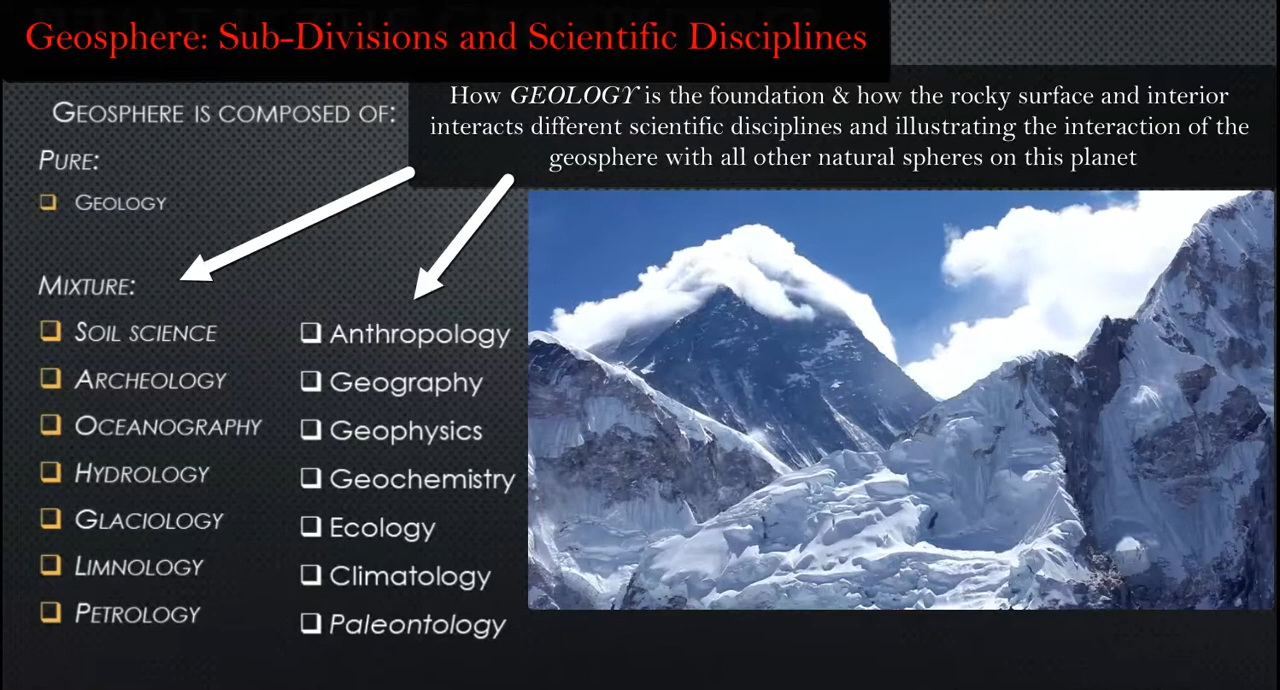 Geosphere: Sub-Divisions and Scientific Disciplines
How GEOLOGY is the foundation & how the rocky surface and interior
interacts different scientific disciplines and illustrating the interaction of the
geosphere with all other natural spheres on this planet
GEOSPHERE IS COMPOSED OF:
PURE:
GEOLOGY
MIXTURE:
SOIL SCIENCE
ARCHEOLOGY
OCEANOGRAPHY
HYDROLOGY
GLACIOLOGY
LIMNOLOGY
PETROLOGY
Anthropology
Geography
Geophysics
Geochemistry
Ecology
Climatology
Paleontology